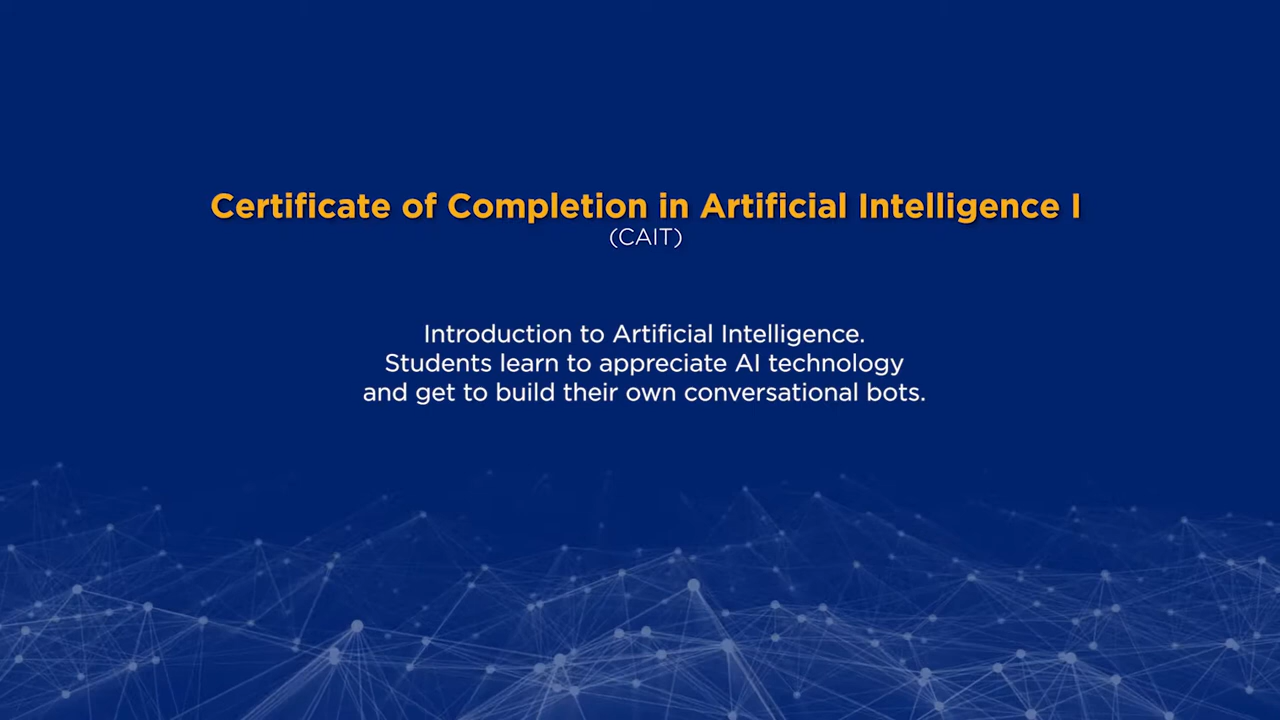 Certificate of Completion in Artificial Intelligence I
(CAIT)
Introduction to Artificial Intelligence.
Students learn to appreciate AI technology
and get to build their own conversational bots.